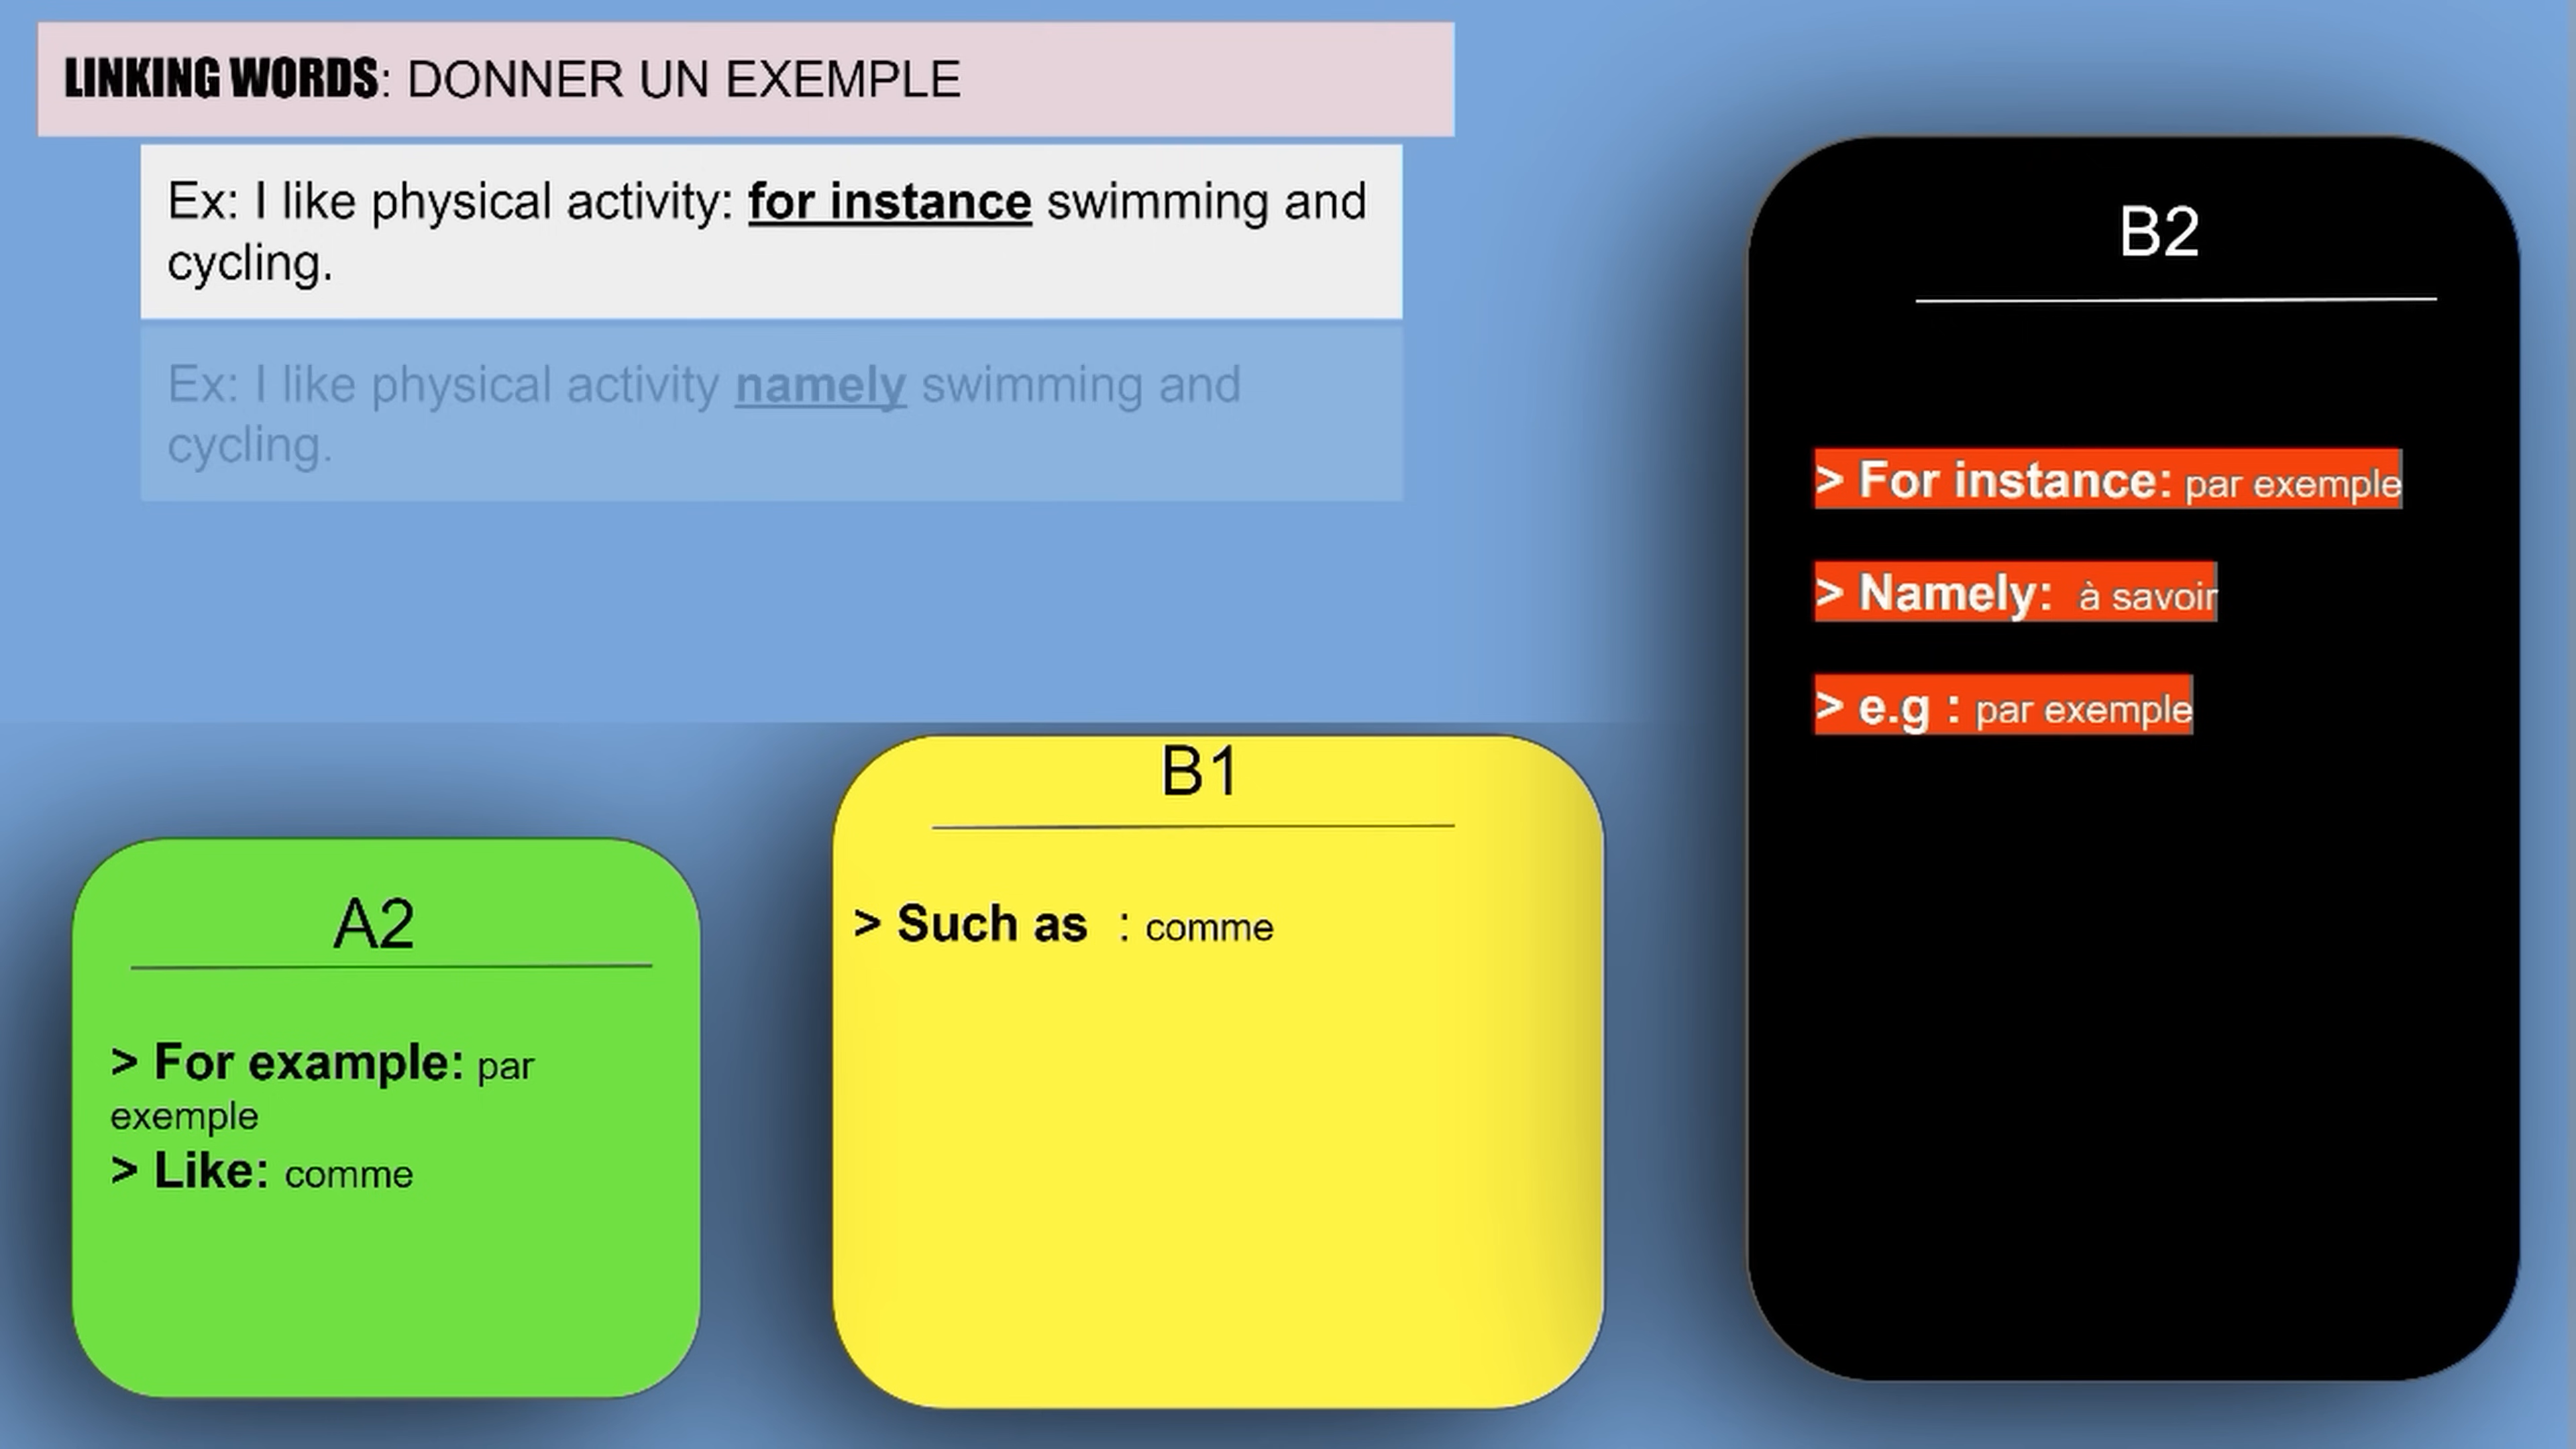 LINKING WORDS: DONNER UN EXEMPLE
Ex: I like physical activity: for instance swimming and
cycling.
Ex: I like physical activity namely swimming and
cycling.
A2
> For example: par
exemple
> Like: comme
B1
> Such as : comme
B2
> For instance: par exemple
> Namely: à savoir
> e.g : par exemple